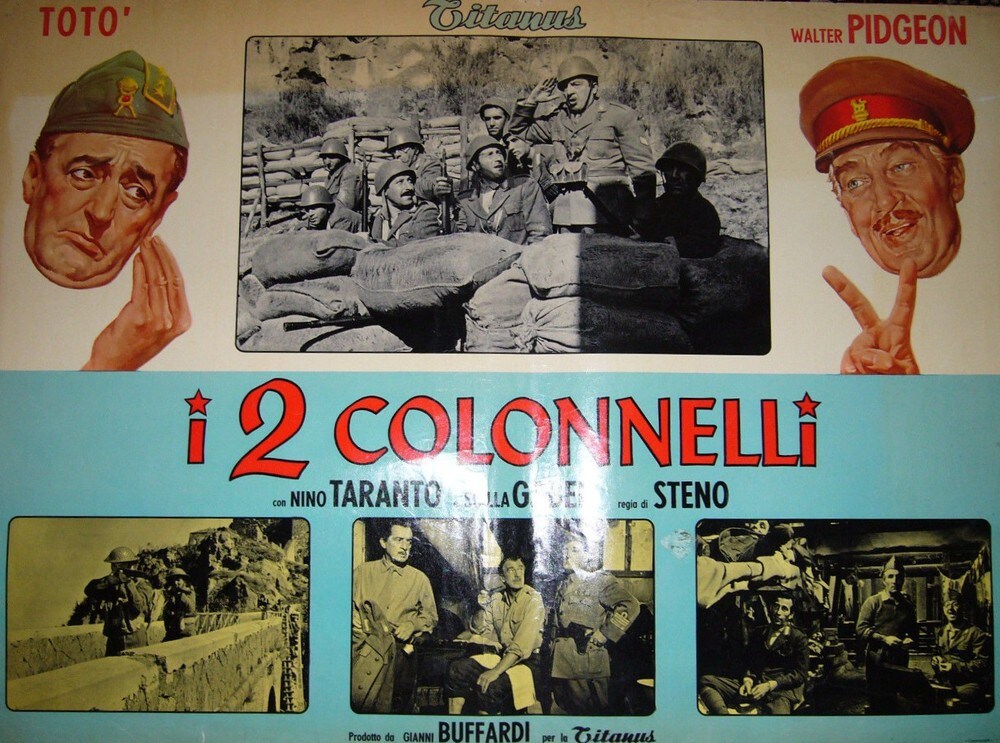 Titanus
TOTO'
WALTER PIDGEON
i 2 COLONNELLi
con NINO TARANTO
regia di STENO
Prodotto da GIANNI BUFFARDI per la Titanus